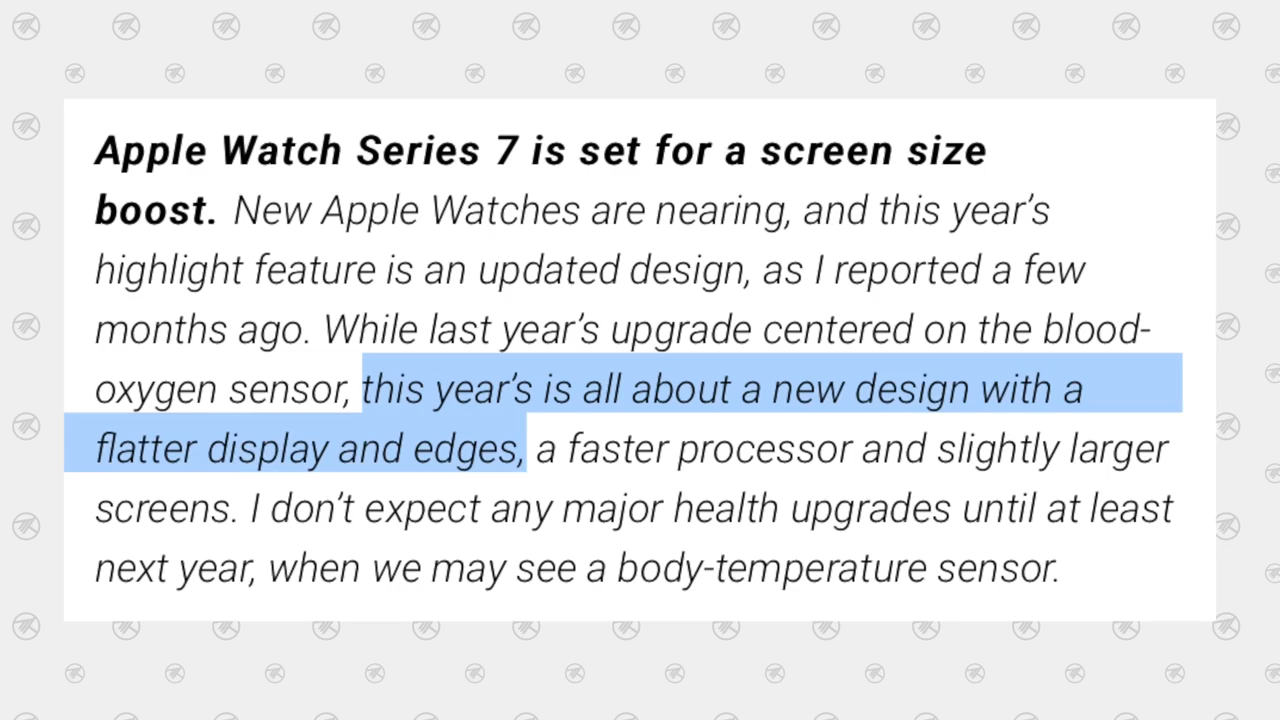 Apple Watch Series 7 is set for a screen size
boost. New Apple Watches are nearing, and this year’s
highlight feature is an updated design, as I reported a few
months ago. While last year’s upgrade centered on the blood-
oxygen sensor, this year’s is all about a new design with a
flatter display and edges, a faster processor and slightly larger
screens. I don’t expect any major health upgrades until at least
next year, when we may see a body-temperature sensor.